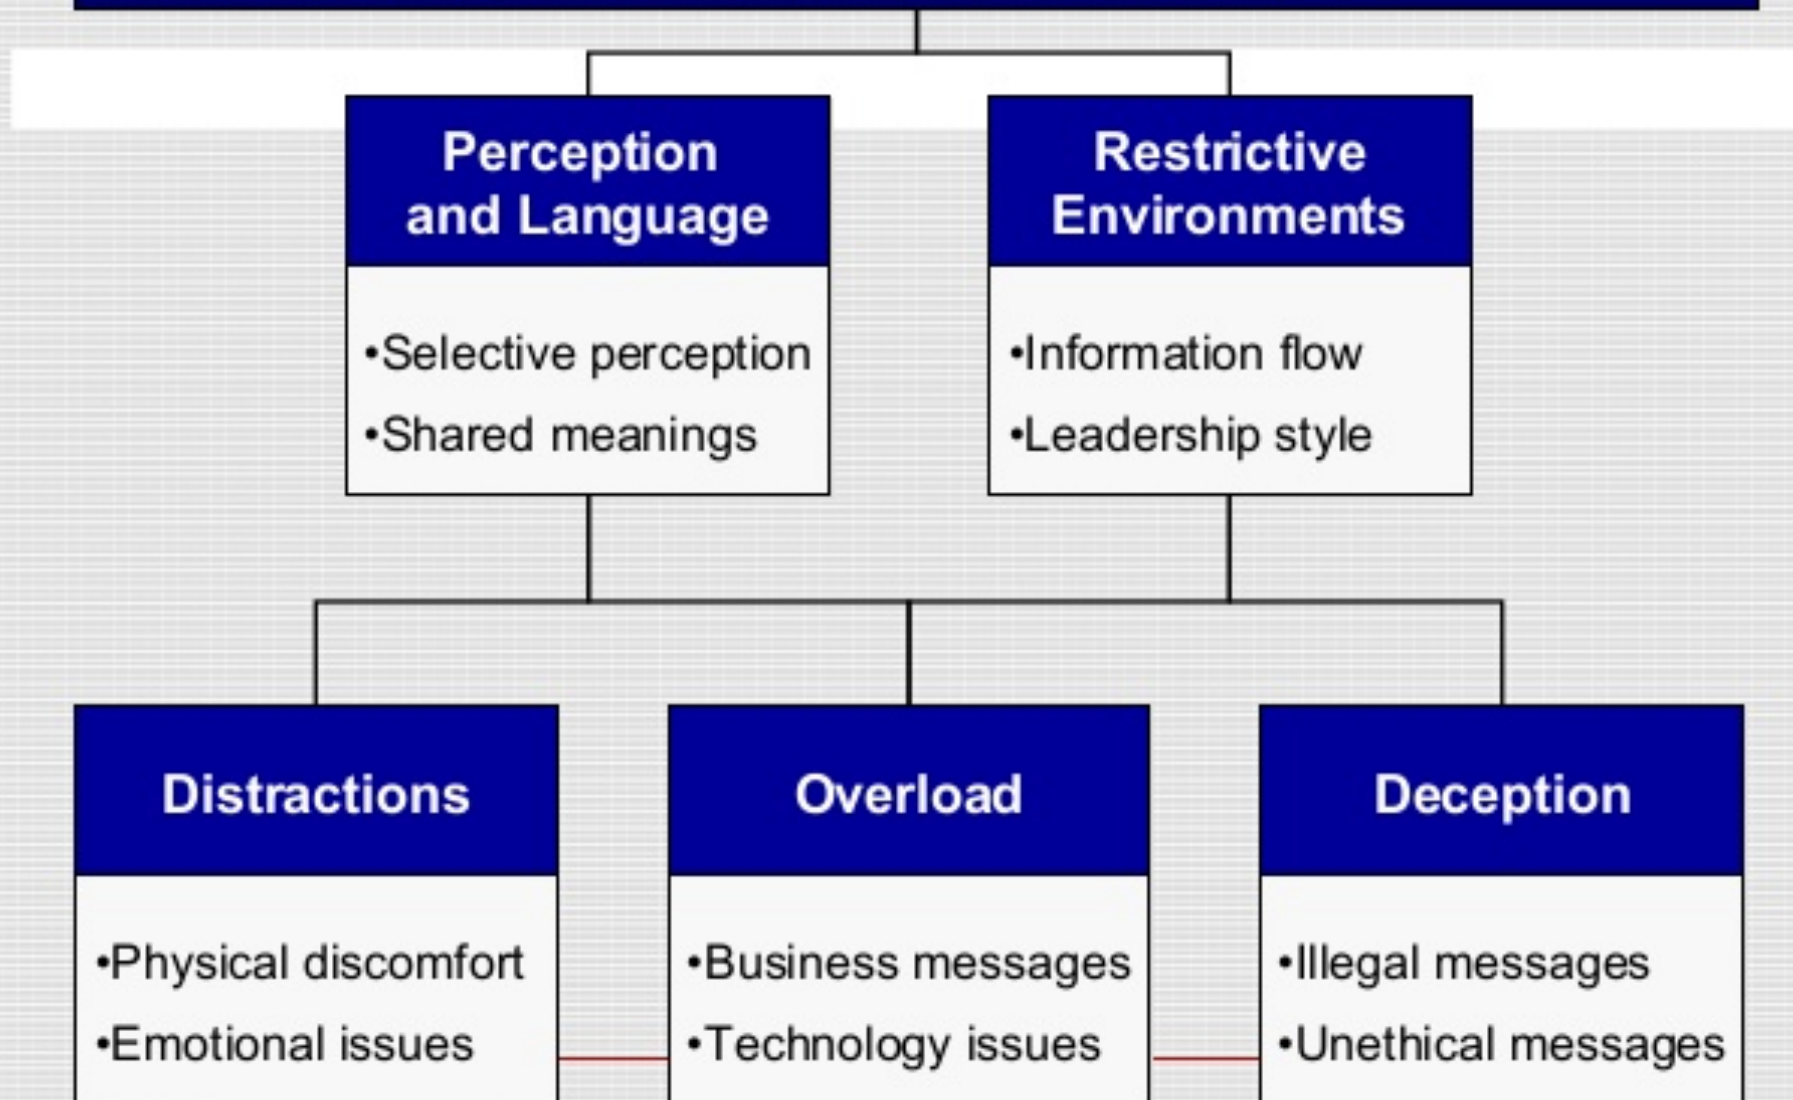 Perception
and Language
•Selective perception
•Shared meanings
Restrictive
Environments
•Information flow
•Leadership style
Distractions
•Physical discomfort
•Emotional issues
Overload
•Business messages
•Technology issues
Deception
•Illegal messages
•Unethical messages